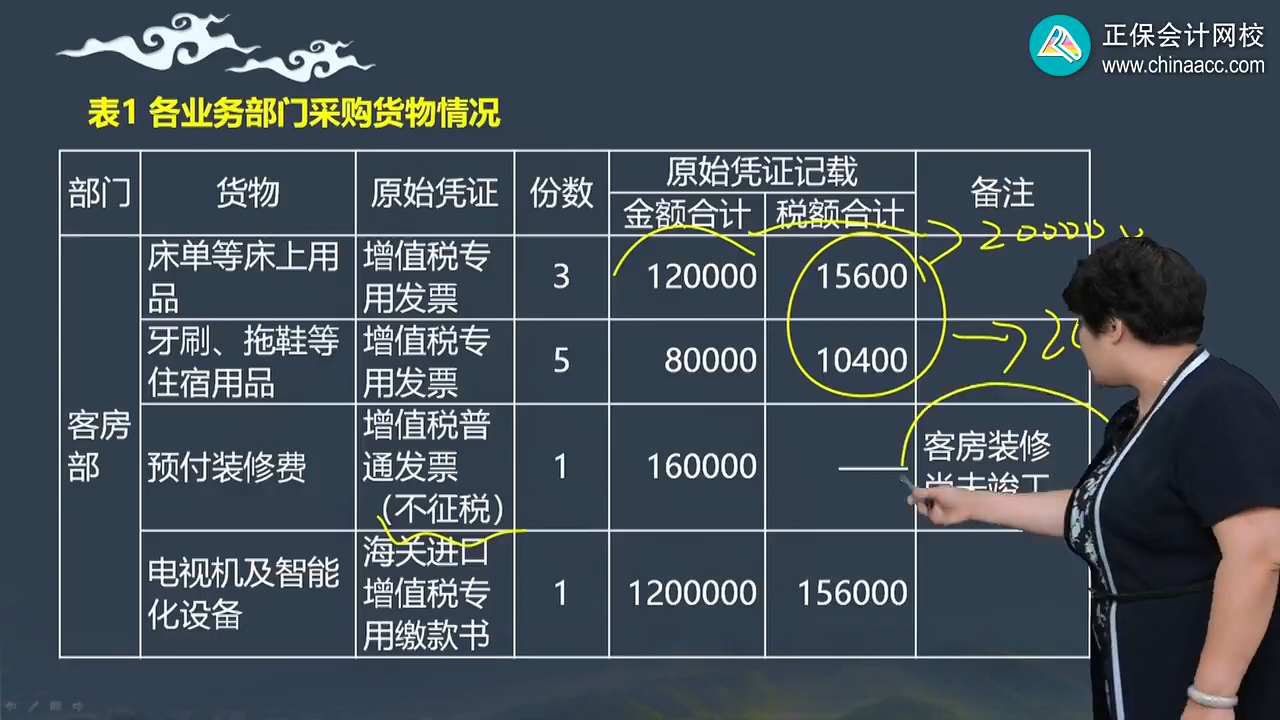 正保会计网校
www.chinaacc.com
表1 各业务部门采购货物情况
部门
货物
原始凭证
份数
原始凭证记载
金额合计
税额合计
备注
客房
部
床单等床上用
品
增值税专
用发票
3
120000
15600
牙刷、拖鞋等
住宿用品
增值税专
用发票
5
80000
10400
预付装修费
增值税普
通发票
（不征税）
1
160000
——
客房装修
尚未竣工
电视机及智能
化设备
海关进口
增值税专
用缴款书
1
1200000
156000